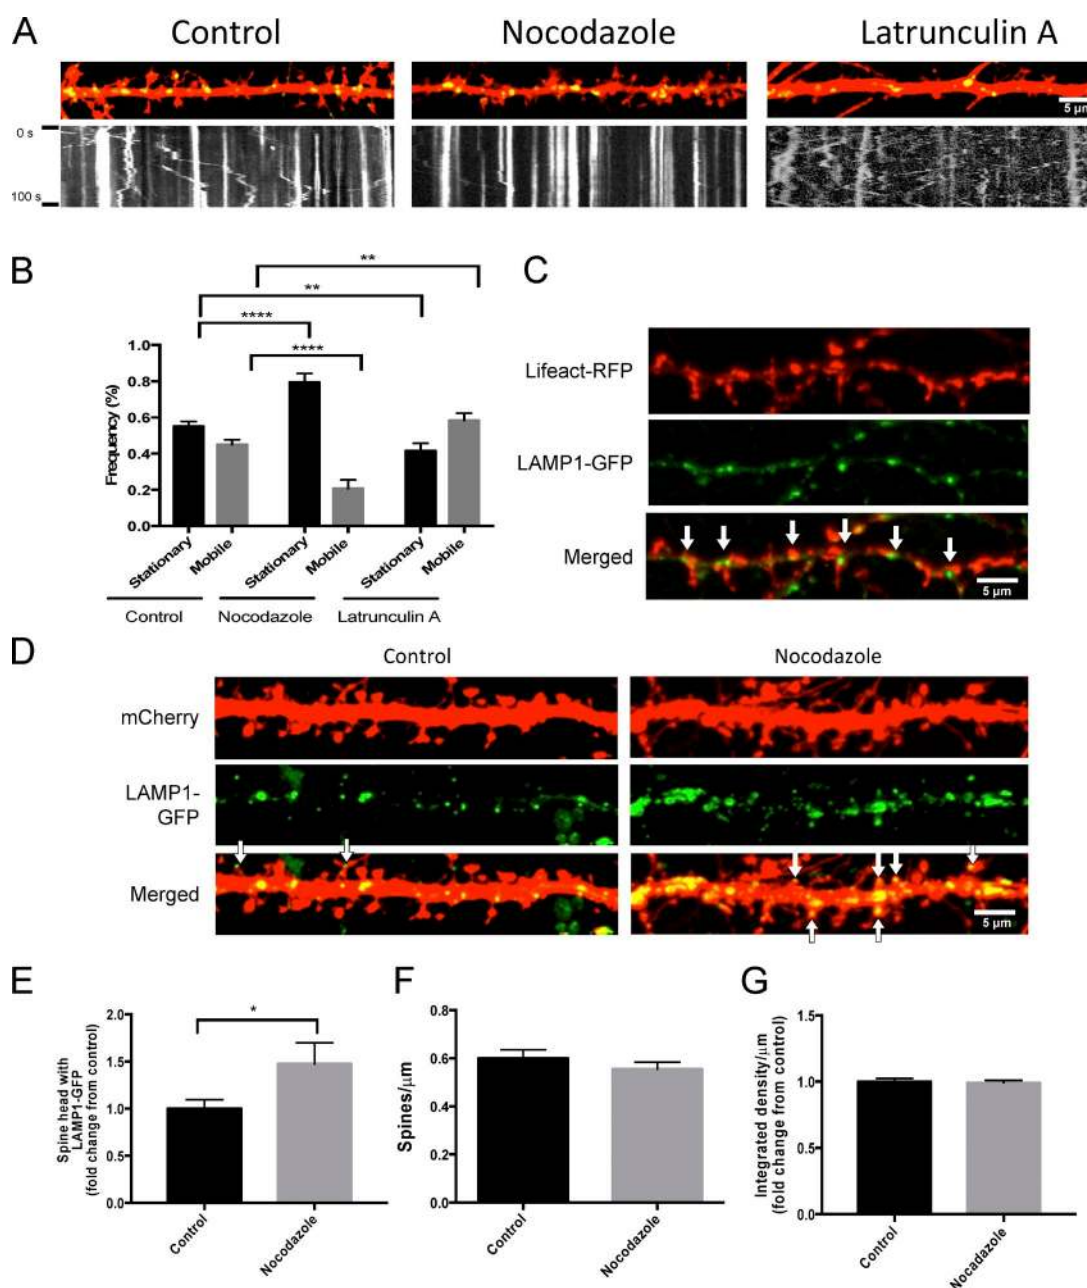 A
Control
Nocodazole
Latrunculin A
5 µm
0 s
100 s
B
**
**
****
****
Frequency (%)
0.8
0.6
0.4
0.2
0.0
Stationary
Mobile
Stationary
Mobile
Stationary
Mobile
Control
Nocodazole
Latrunculin A
C
Lifeact-RFP
LAMP1-GFP
Merged
5 µm
D
Control
Nocodazole
mCherry
LAMP1-
GFP
Merged
5 µm
E
Spine head with
LAMP1-GFP
(fold change from control)
2.0
1.5
1.0
0.5
0.0
*
Control
Nocodazole
F
Spines/µm
0.8
0.6
0.4
0.2
0.0
Control
Nocodazole
G
Integrated density/µm
(fold change from control)
1.5
1.0
0.5
0.0
Control
Nocadazole